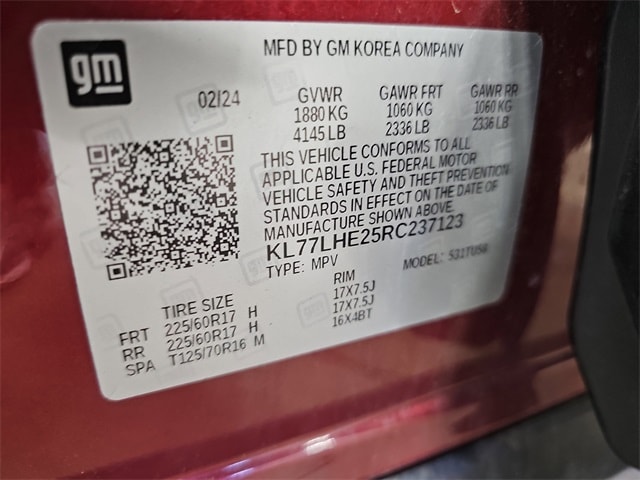 gm
MFD BY GM KOREA COMPANY
02/24
GVWR GAWR FRT GAWR RR
1880 KG 1060 KG 1060 KG
4145 LB 2336 LB 2336 LB
THIS VEHICLE CONFORMS TO ALL
APPLICABLE U.S. FEDERAL MOTOR
VEHICLE SAFETY AND THEFT PREVENTION
STANDARDS IN EFFECT ON THE DATE OF
MANUFACTURE SHOWN ABOVE.
KL77LHE25RC237123
TYPE: MPV MODEL: 531TU58
TIRE SIZE RIM
FRT 225/60R17 H 17X7.5J
RR 225/60R17 H 17X7.5J
SPA T125/70R16 M 16X4BT